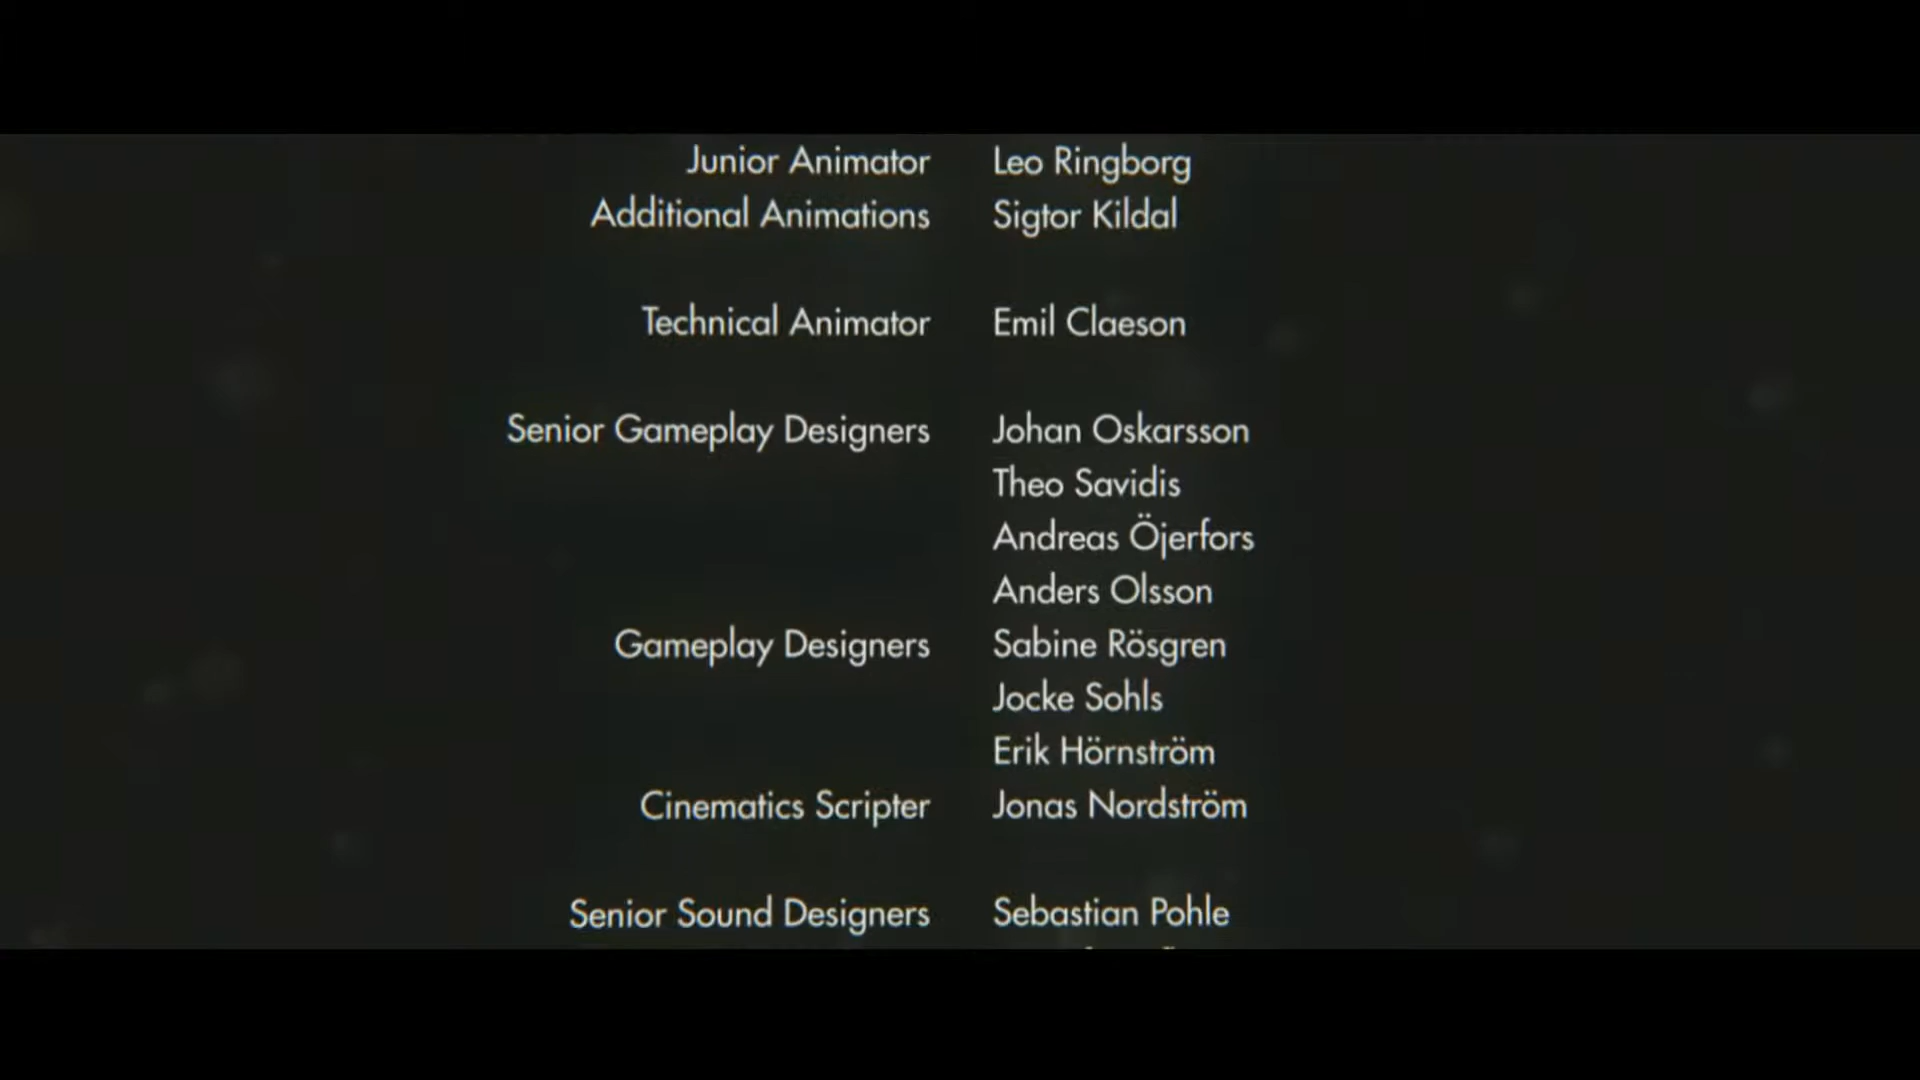 Junior Animator Leo Ringborg
Additional Animations Sigtor Kildal
Technical Animator Emil Claeson
Senior Gameplay Designers Johan Oskarsson
Theo Savidis
Andreas Öjerfors
Anders Olsson
Gameplay Designers Sabine Rösgren
Jocke Sohls
Erik Hörnström
Cinematics Scripter Jonas Nordström
Senior Sound Designers Sebastian Pohle